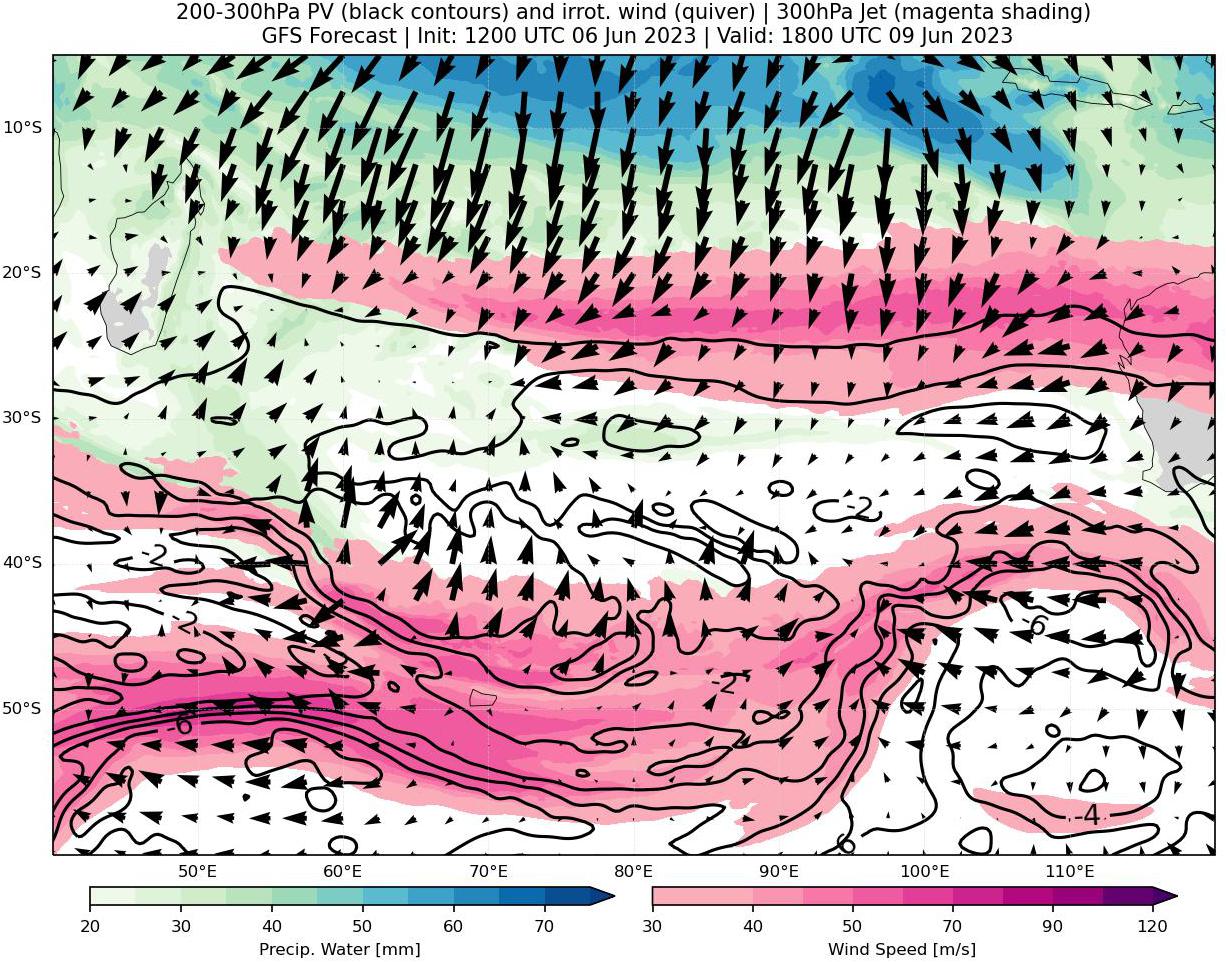 200-300hPa PV (black contours) and irrot. wind (quiver) | 300hPa Jet (magenta shading)
GFS Forecast | Init: 1200 UTC 06 Jun 2023 | Valid: 1800 UTC 09 Jun 2023
10°S
20°S
30°S
-2
-2
40°S
-2
-6
-2
50°S
-6
-4
6
50°E 60°E 70°E 80°E 90°E 100°E 110°E
20 30 40 50 60 70
30 40 50 70 90 120
Precip. Water [mm]
Wind Speed [m/s]